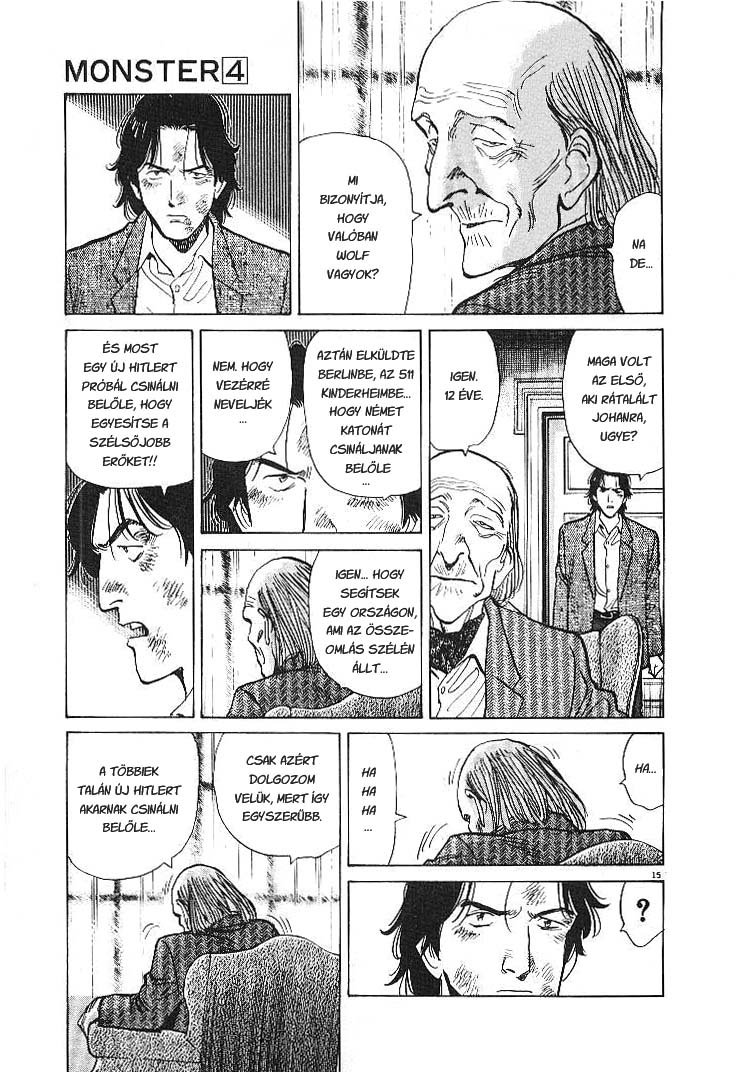 MONSTER 4
NA
DE...
MI
BIZONYÍTJA,
HOGY
VALÓBAN
WOLF
VAGYOK?
MAGA VOLT
AZ ELSŐ,
AKI RÁTALÁLT
JOHANRA,
UGYE?
IGEN.
12 ÉVE.
AZTÁN ELKÜLDTE
BERLINBE, AZ 511
KINDERHEIMBE...
HOGY NÉMET
KATONÁT
CSINÁLJANAK
BELŐLE
...
NEM. HOGY
VEZÉRRÉ
NEVELJÉK
...
IGEN... HOGY
SEGÍTSEK
EGY ORSZÁGON,
AMI AZ ÖSSZE-
OMLÁS SZÉLÉN
ÁLLT...
ÉS MOST
EGY ÚJ HITLERT
PRÓBÁL CSINÁLNI
BELŐLE, HOGY
EGYESÍTSE A
SZÉLSŐJOBB
ERŐKET!!
HA...
HA
HA
HA
...
15
?
CSAK AZÉRT
DOLGOZOM
VELÜK, MERT ÍGY
EGYSZERŰBB.
A TÖBBIEK
TALÁN ÚJ HITLERT
AKARNAK CSINÁLNI
BELŐLE...